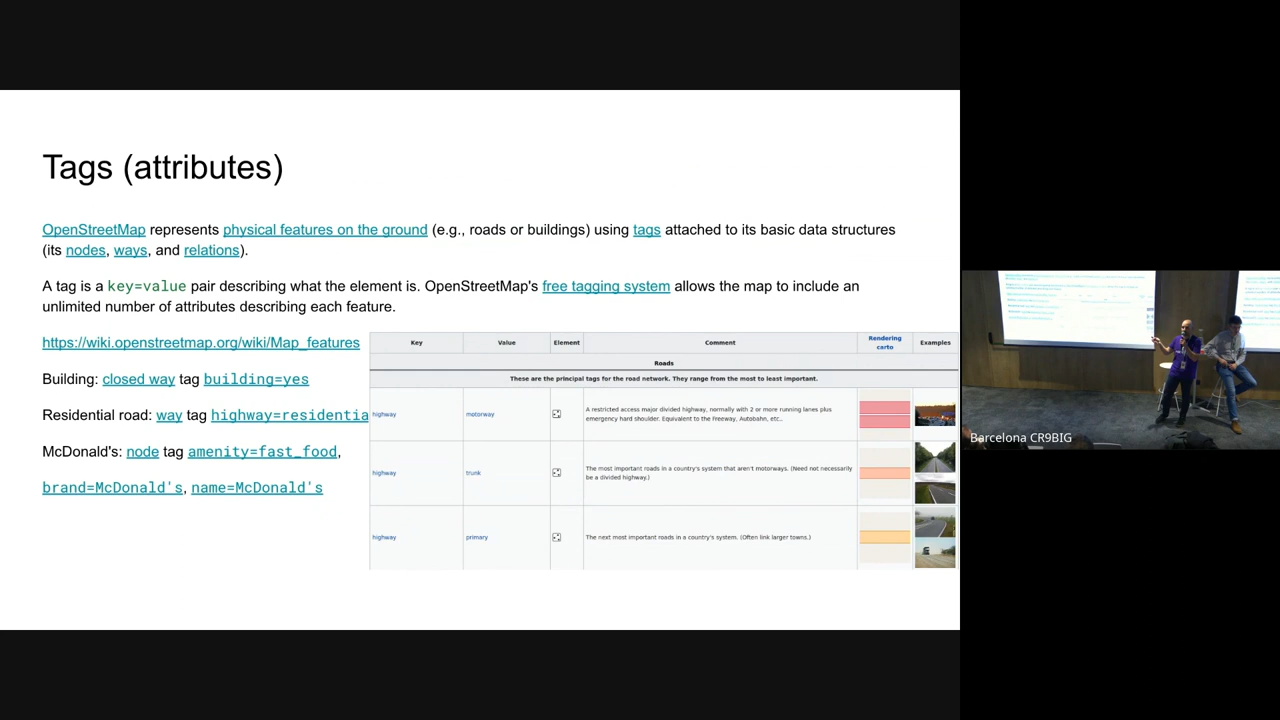 Tags (attributes)
OpenStreetMap represents physical features on the ground (e.g., roads or buildings) using tags attached to its basic data structures
(its nodes, ways, and relations).
A tag is a key=value pair describing what the element is. OpenStreetMap's free tagging system allows the map to include an
unlimited number of attributes describing each feature.
https://wiki.openstreetmap.org/wiki/Map_features
Building: closed way tag building=yes
Residential road: way tag highway=residentia
McDonald's: node tag amenity=fast_food,
brand=McDonald's, name=McDonald's
Key Value Element Comment Rendering carto Examples
Roads
These are the principal tags for the road network. They range from the most to least important.
highway motorway A restricted access major divided highway, normally with 2 or more running lanes plus
emergency hard shoulder. Equivalent to the Freeway, Autobahn, etc..
highway trunk The most important roads in a country's system that aren't motorways. (Need not necessarily
be a divided highway.)
highway primary The next most important roads in a country's system. (Often link larger towns.)
Barcelona CR9BIG